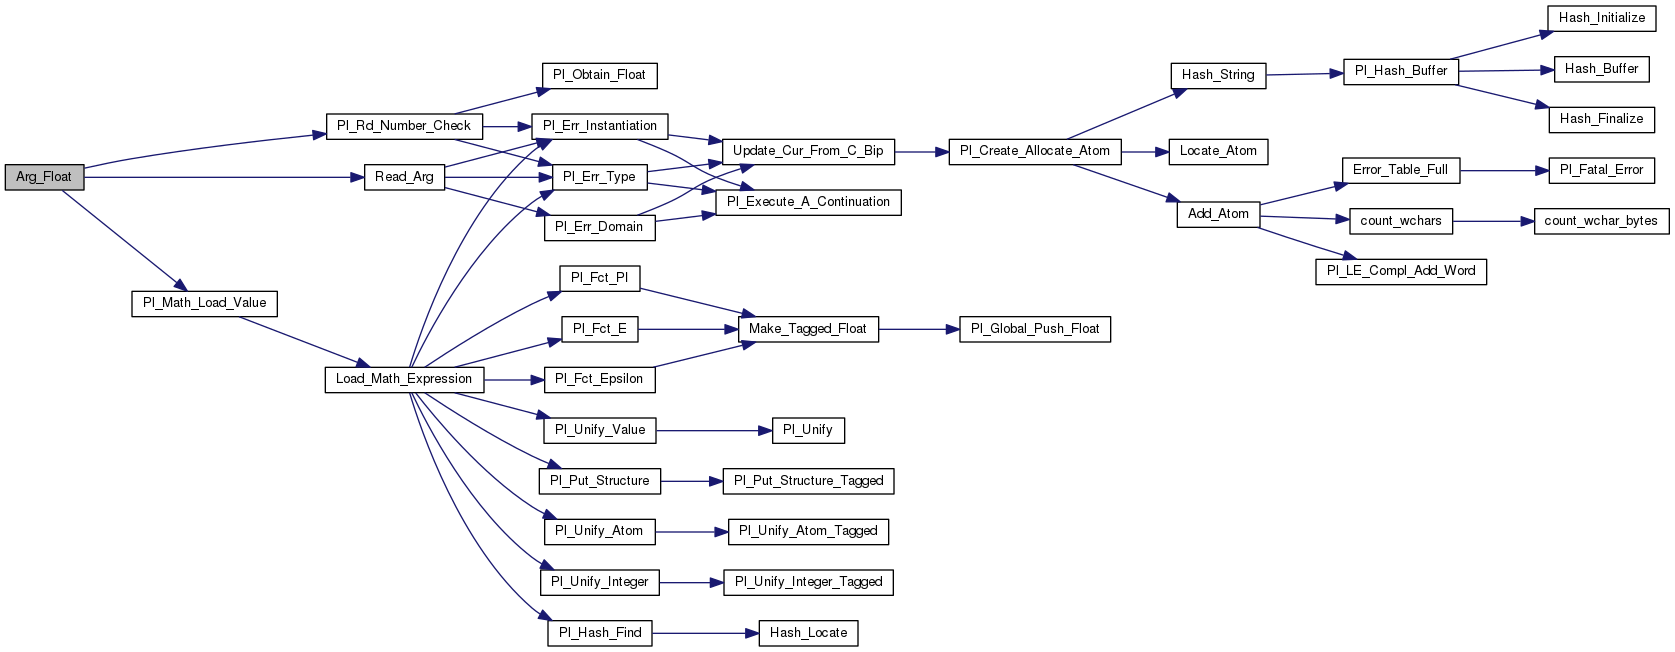 Hash_Initialize
Pl_Obtain_Float
Hash_String
Pl_Hash_Buffer
Hash_Buffer
Pl_Rd_Number_Check
Pl_Err_Instantiation
Hash_Finalize
Update_Cur_From_C_Bip
Pl_Create_Allocate_Atom
Locate_Atom
Arg_Float
Read_Arg
Pl_Err_Type
Error_Table_Full
Pl_Fatal_Error
Pl_Execute_A_Continuation
Add_Atom
Pl_Err_Domain
count_wchars
count_wchar_bytes
Pl_LE_Compl_Add_Word
Pl_Fct_PI
Pl_Math_Load_Value
Pl_Fct_E
Make_Tagged_Float
Pl_Global_Push_Float
Load_Math_Expression
Pl_Fct_Epsilon
Pl_Unify_Value
Pl_Unify
Pl_Put_Structure
Pl_Put_Structure_Tagged
Pl_Unify_Atom
Pl_Unify_Atom_Tagged
Pl_Unify_Integer
Pl_Unify_Integer_Tagged
Pl_Hash_Find
Hash_Locate